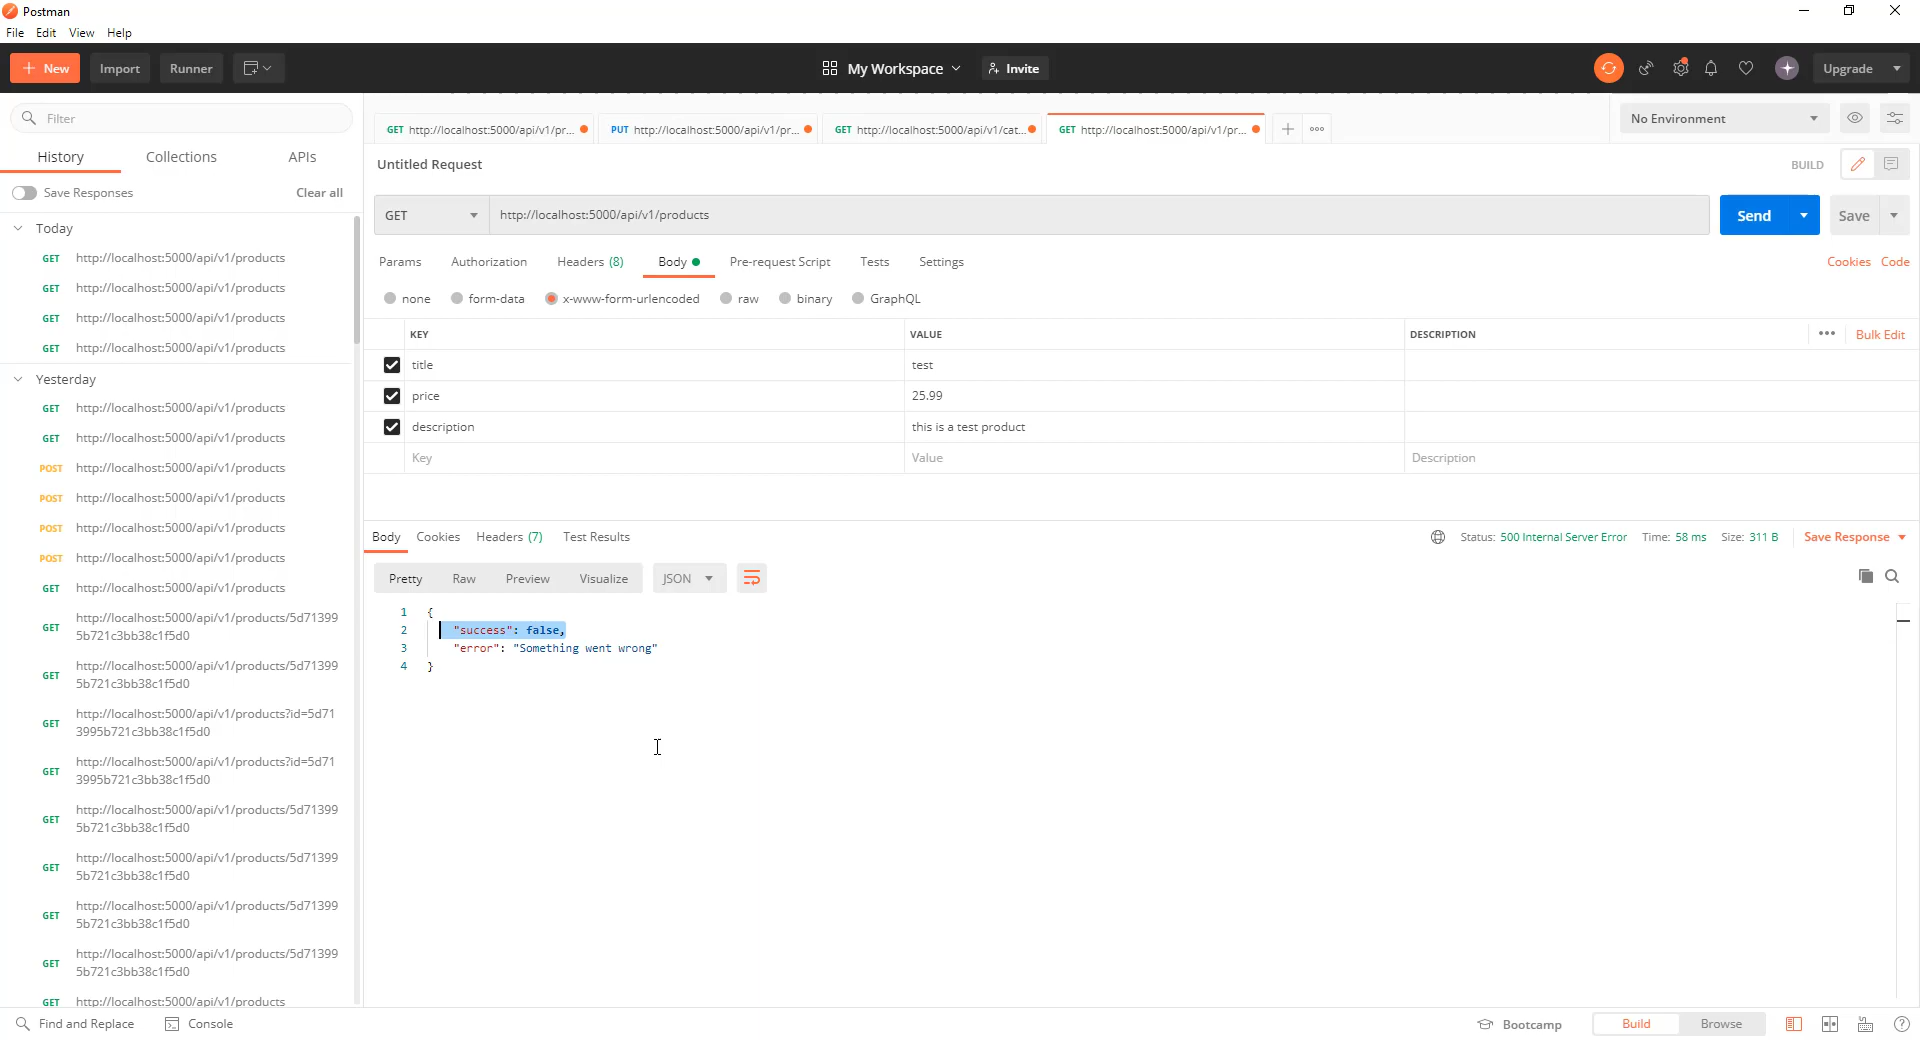 Postman
File Edit View Help
+ New Import Runner My Workspace Invite Upgrade
Filter
History Collections APIs
Save Responses Clear all
Today
GET http://localhost:5000/api/v1/products
GET http://localhost:5000/api/v1/products
GET http://localhost:5000/api/v1/products
GET http://localhost:5000/api/v1/products
Yesterday
GET http://localhost:5000/api/v1/products
GET http://localhost:5000/api/v1/products
POST http://localhost:5000/api/v1/products
POST http://localhost:5000/api/v1/products
POST http://localhost:5000/api/v1/products
POST http://localhost:5000/api/v1/products
GET http://localhost:5000/api/v1/products
GET http://localhost:5000/api/v1/products/5d71399
5b721c3bb38c1f5d0
GET http://localhost:5000/api/v1/products/5d71399
5b721c3bb38c1f5d0
GET http://localhost:5000/api/v1/products?id=5d71
3995b721c3bb38c1f5d0
GET http://localhost:5000/api/v1/products?id=5d71
3995b721c3bb38c1f5d0
GET http://localhost:5000/api/v1/products/5d71399
5b721c3bb38c1f5d0
GET http://localhost:5000/api/v1/products/5d71399
5b721c3bb38c1f5d0
GET http://localhost:5000/api/v1/products/5d71399
5b721c3bb38c1f5d0
GET http://localhost:5000/api/v1/products/5d71399
5b721c3bb38c1f5d0
GET http://localhost:5000/api/v1/products
GET http://localhost:5000/api/v1/pr... PUT http://localhost:5000/api/v1/pr... GET http://localhost:5000/api/v1/cat... GET http://localhost:5000/api/v1/pr... No Environment
Untitled Request BUILD
GET http://localhost:5000/api/v1/products Send Save
Params Authorization Headers (8) Body Pre-request Script Tests Settings Cookies Code
none form-data x-www-form-urlencoded raw binary GraphQL
KEY VALUE DESCRIPTION Bulk Edit
title test
price 25.99
description this is a test product
Key Value Description
Body Cookies Headers (7) Test Results Status: 500 Internal Server Error Time: 58 ms Size: 311 B Save Response
Pretty Raw Preview Visualize JSON
1 {
2 "success": false,
3 "error": "Something went wrong"
4 }
Find and Replace Console Bootcamp Build Browse